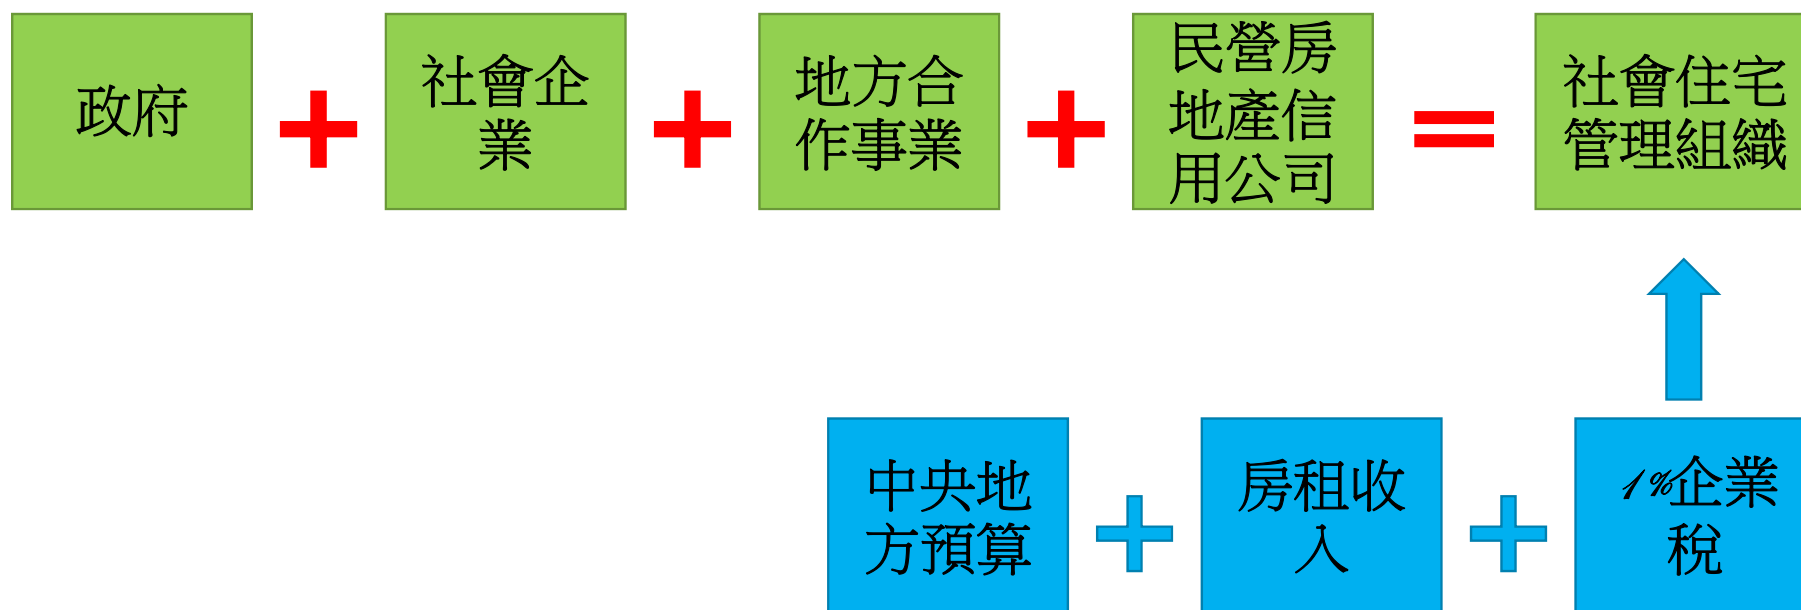 政府
社會企
業
地方合
作事業
民營房
地產信
用公司
社會住宅
管理組織
中央地
方預算
房租收
入
1%企業
稅